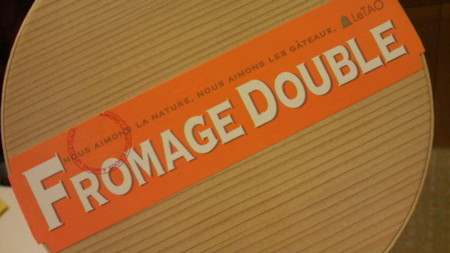 NOUS AIMONS LA NATURE, NOUS AIMONS LES GÂTEAUX. LeTAO
FROMAGE DOUBLE